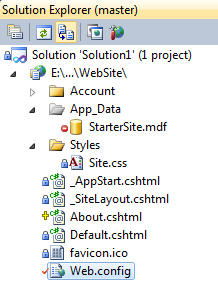 Solution Explorer (master)
Solution 'Solution1' (1 project)
E:\...\WebSite\
Account
App_Data
StarterSite.mdf
Styles
Site.css
_AppStart.cshtml
_SiteLayout.cshtml
About.cshtml
Default.cshtml
favicon.ico
Web.config